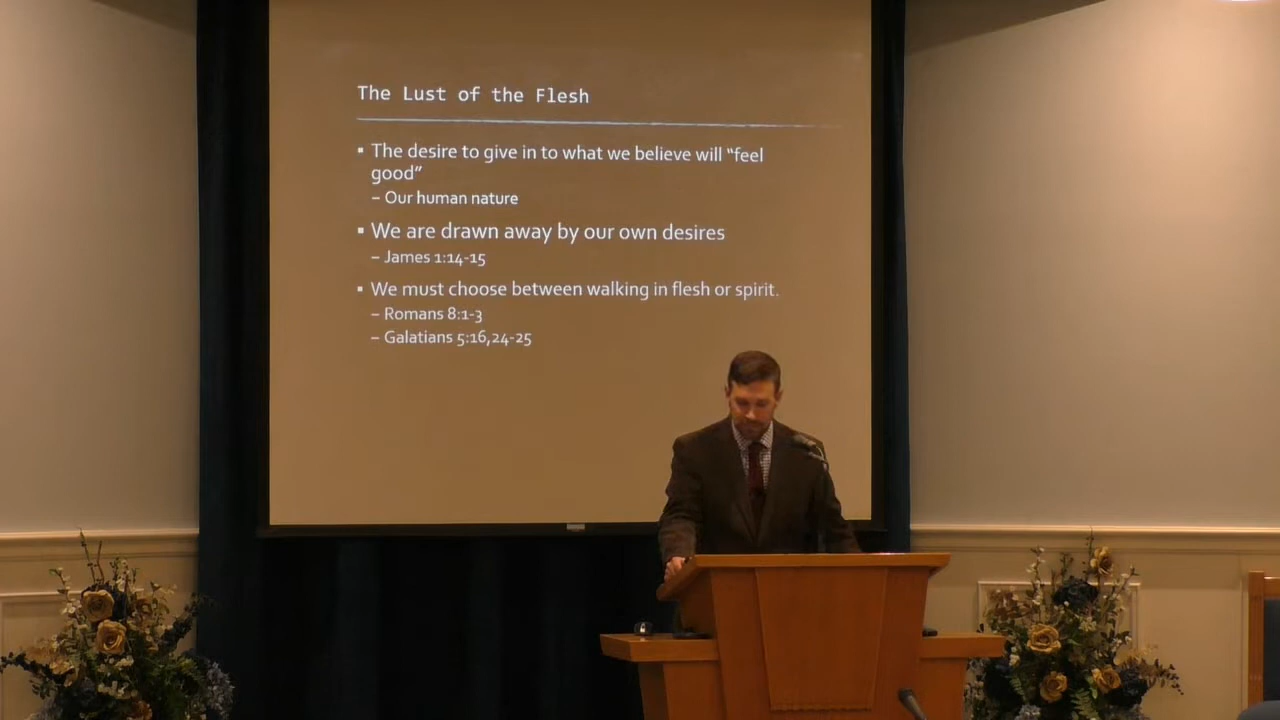 The Lust of the Flesh
▪ The desire to give in to what we believe will “feel
good”
– Our human nature
▪ We are drawn away by our own desires
– James 1:14-15
▪ We must choose between walking in flesh or spirit.
– Romans 8:1-3
– Galatians 5:16,24-25